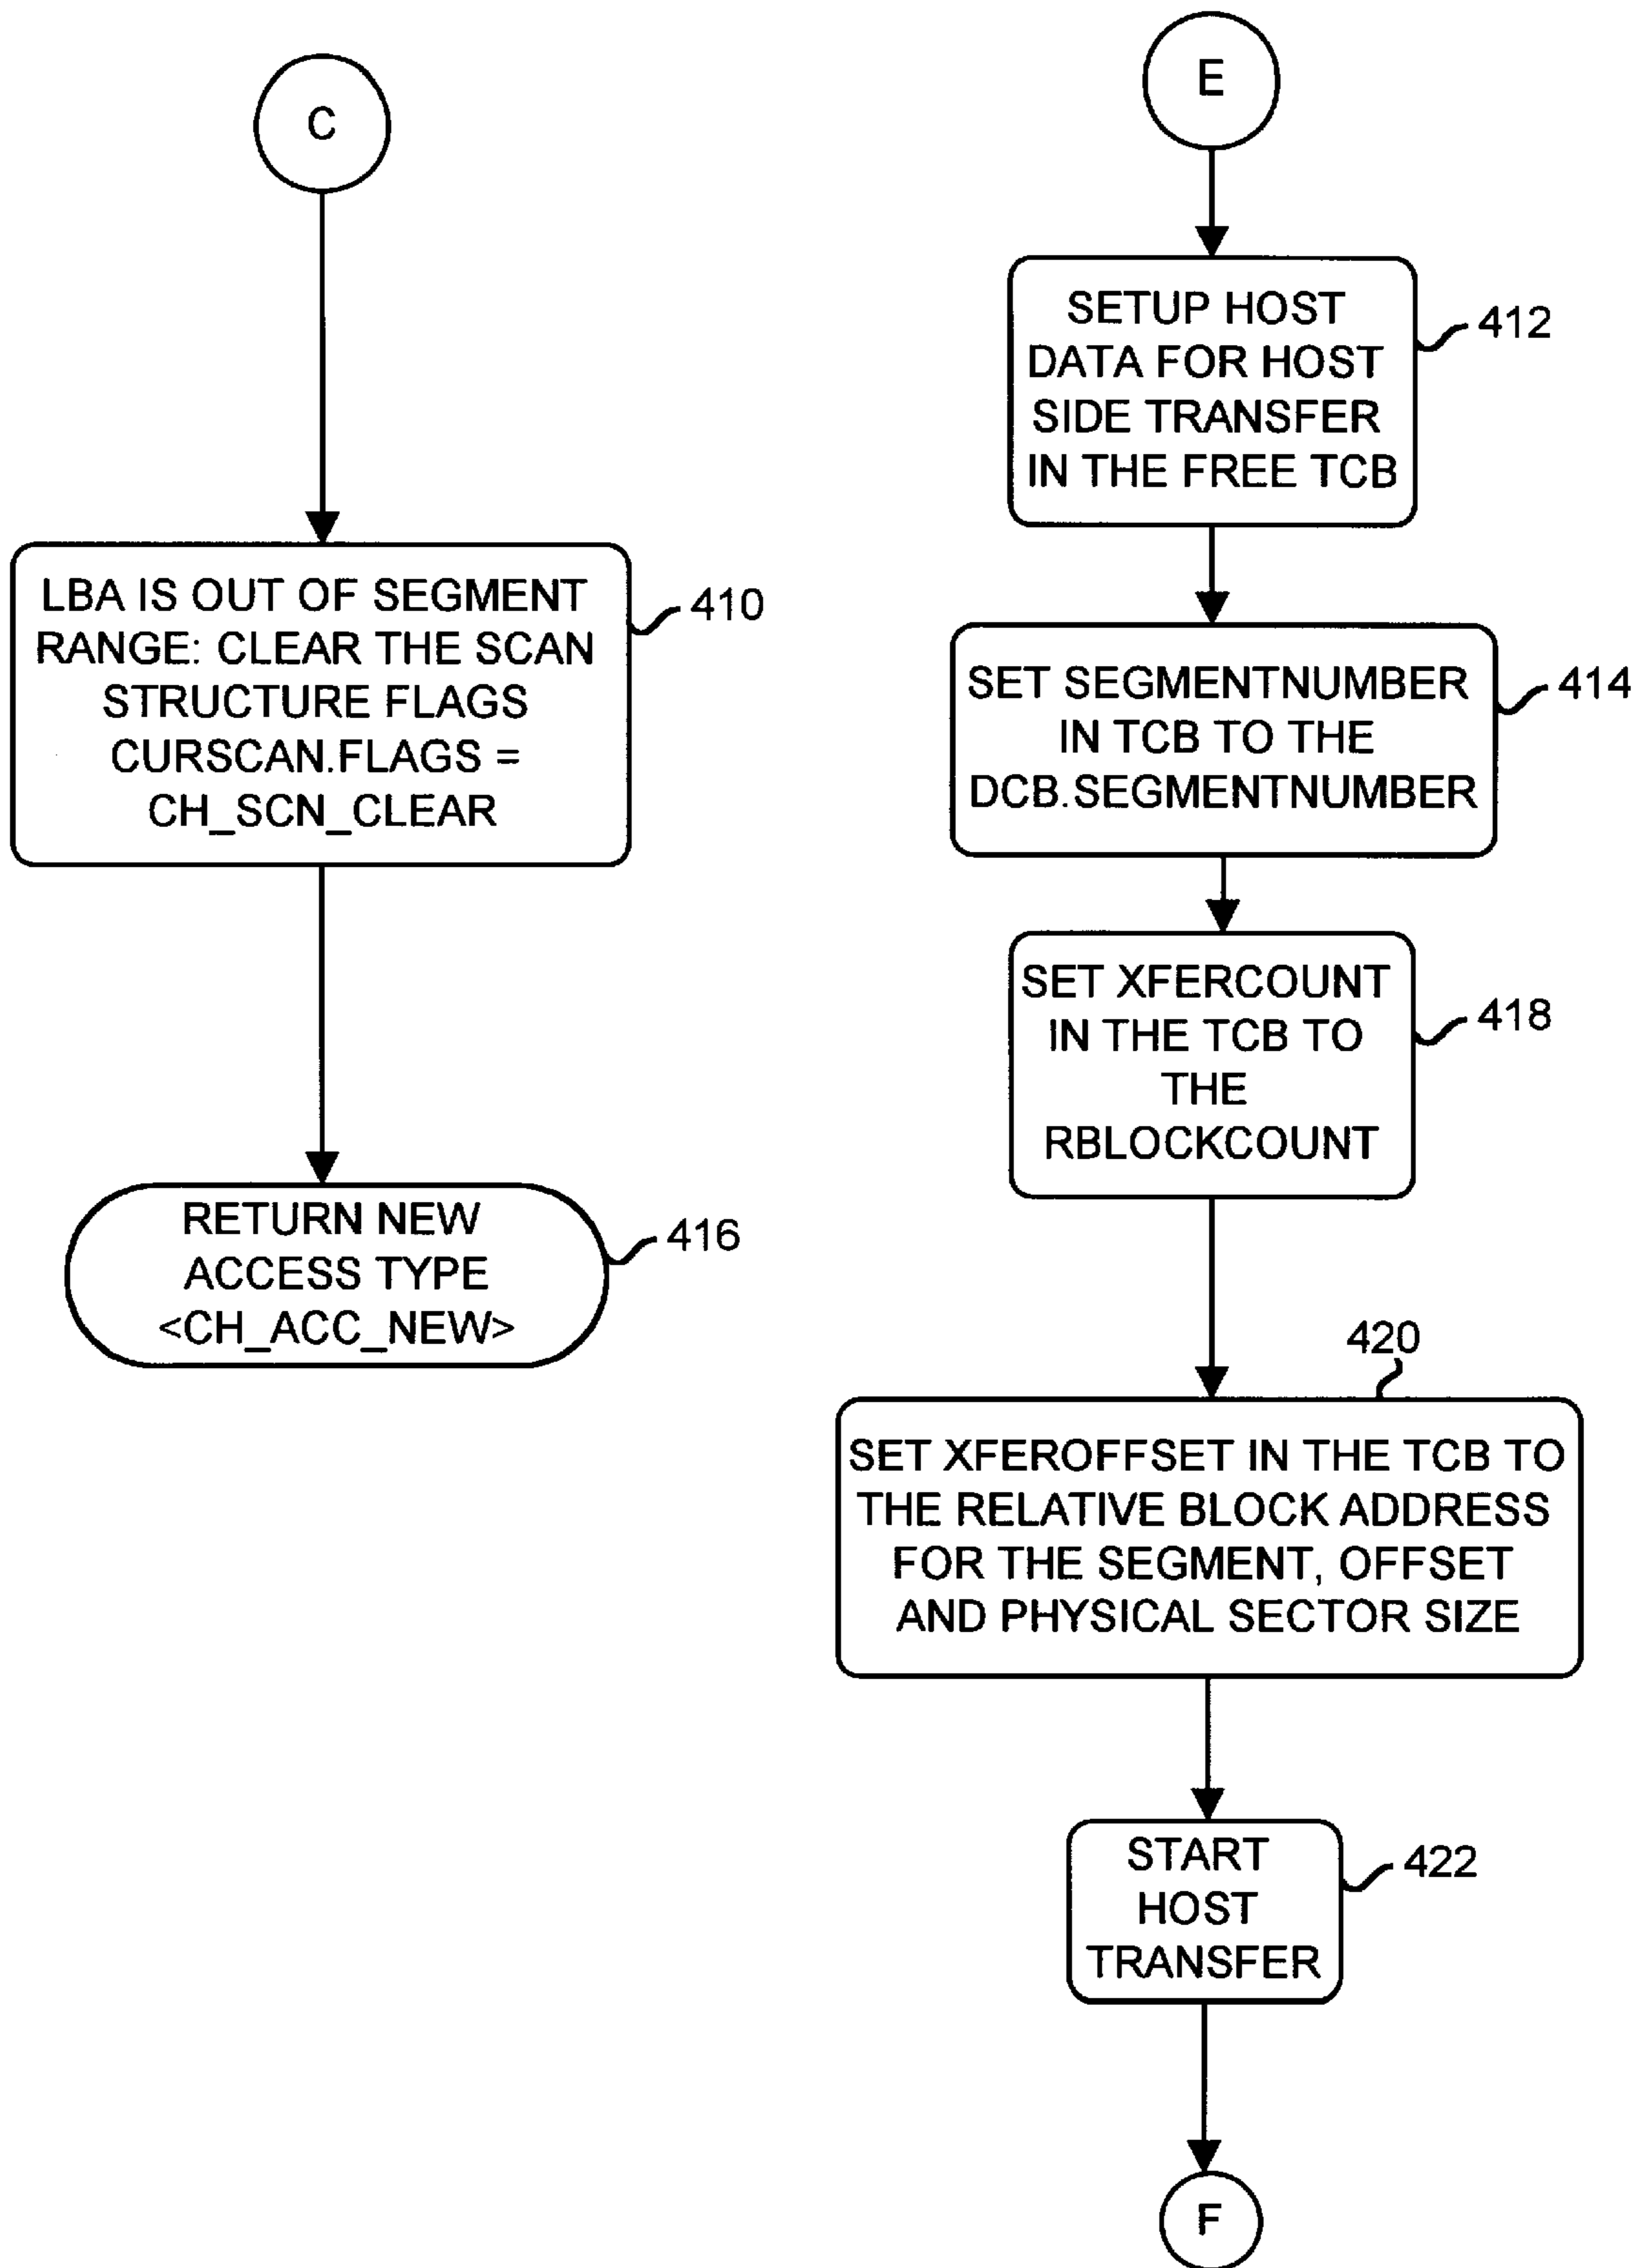 C
LBA IS OUT OF SEGMENT
RANGE: CLEAR THE SCAN
STRUCTURE FLAGS
CURSCAN.FLAGS =
CH_SCN_CLEAR
410
RETURN NEW
ACCESS TYPE
<CH_ACC_NEW>
416
E
SETUP HOST
DATA FOR HOST
SIDE TRANSFER
IN THE FREE TCB
412
SET SEGMENTNUMBER
IN TCB TO THE
DCB.SEGMENTNUMBER
414
SET XFERCOUNT
IN THE TCB TO
THE
RBLOCKCOUNT
418
420
SET XFEROFFSET IN THE TCB TO
THE RELATIVE BLOCK ADDRESS
FOR THE SEGMENT, OFFSET
AND PHYSICAL SECTOR SIZE
START
HOST
TRANSFER
422
F